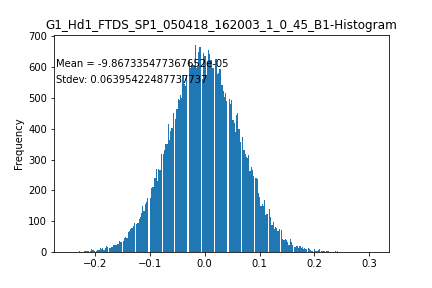 G1_Hd1_FTDS_SP1_050418_162003_1_0_45_B1-Histogram
700
600
500
400
300
200
100
0
Frequency
Mean = -9.867335477367652e-05
Stdev: 0.06395422487737737
−0.2 −0.1 0.0 0.1 0.2 0.3